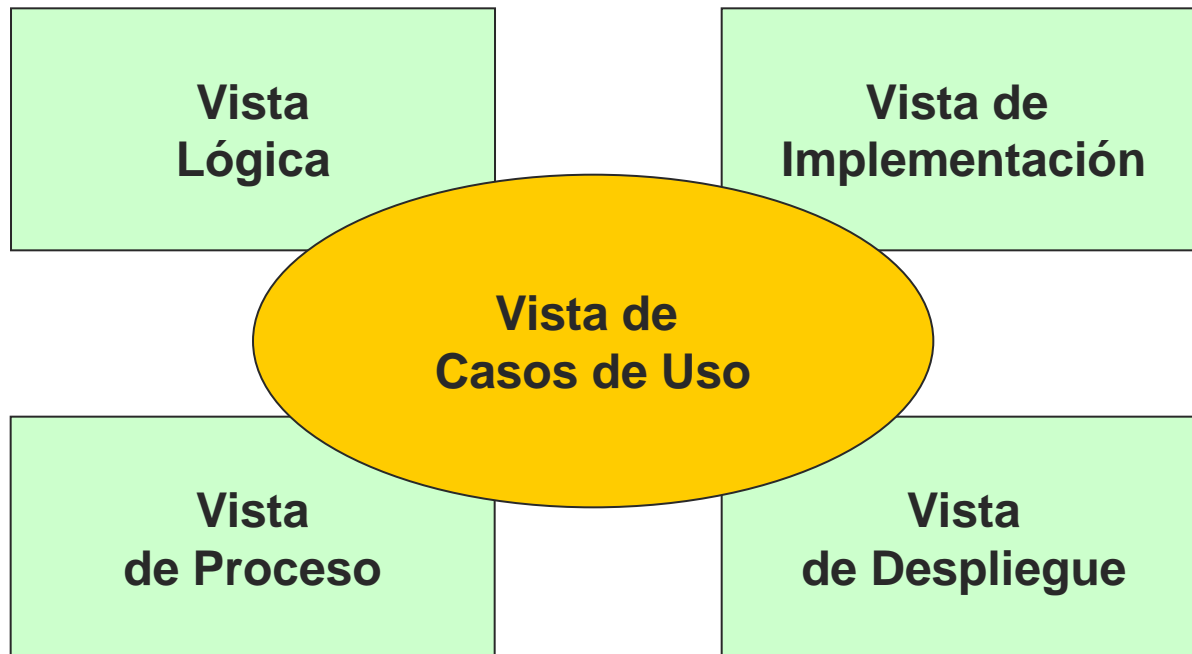 Vista
Lógica
Vista de
Implementación
Vista de
Casos de Uso
Vista
de Proceso
Vista
de Despliegue